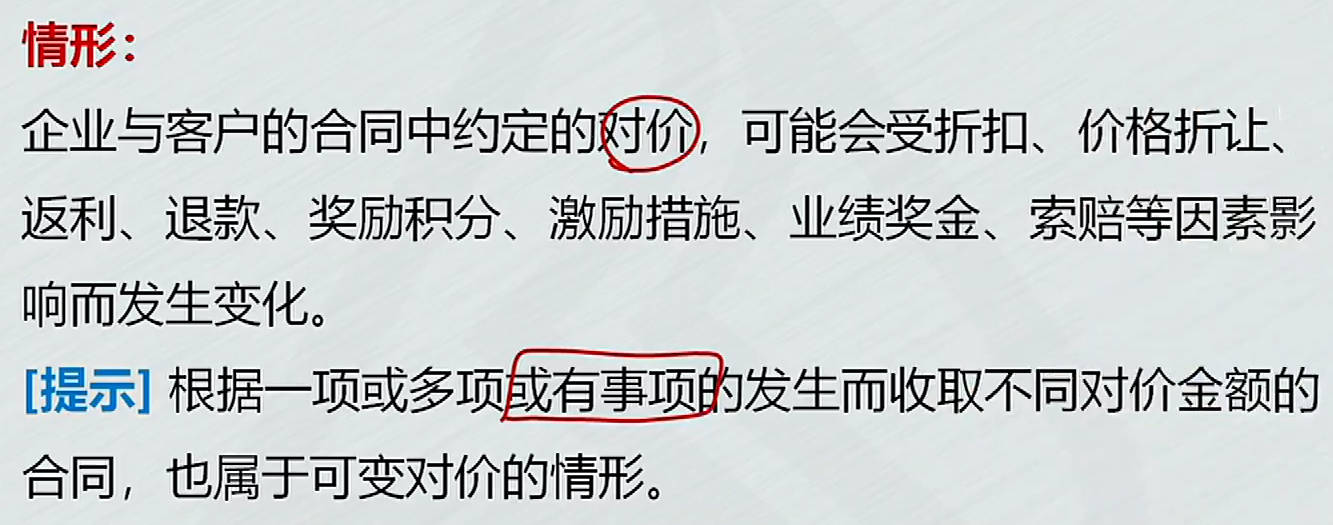 情形：
企业与客户的合同中约定的对价，可能会受折扣、价格折让、
返利、退款、奖励积分、激励措施、业绩奖金、索赔等因素影
响而发生变化。
[提示] 根据一项或多项或有事项的发生而收取不同对价金额的
合同，也属于可变对价的情形。